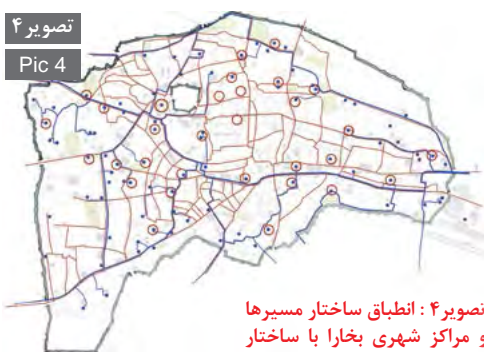 تصویر۴
Pic 4
تصویر۴ : انطباق ساختار مسیرها
و مراکز شهری بخارا با ساختار